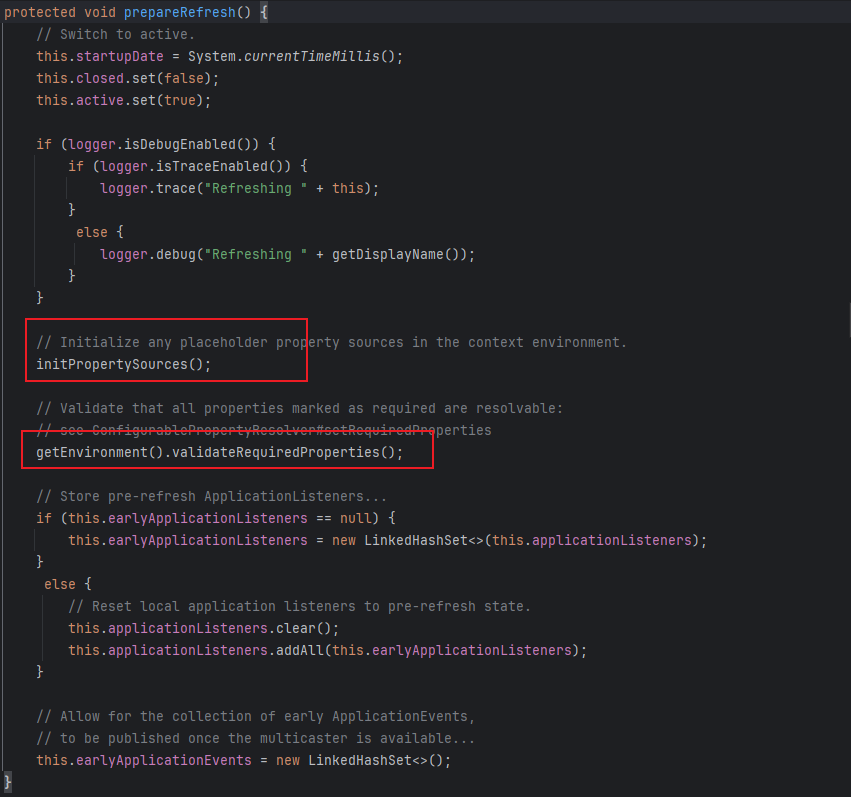 protected void prepareRefresh() {
    // Switch to active.
    this.startupDate = System.currentTimeMillis();
    this.closed.set(false);
    this.active.set(true);
    if (logger.isDebugEnabled()) {
        if (logger.isTraceEnabled()) {
            logger.trace("Refreshing " + this);
        }
         else {
            logger.debug("Refreshing " + getDisplayName());
        }
    }
    // Initialize any placeholder property sources in the context environment.
    initPropertySources();
    // Validate that all properties marked as required are resolvable:
    // see ConfigurablePropertyResolver#setRequiredProperties
    getEnvironment().validateRequiredProperties();
    // Store pre-refresh ApplicationListeners...
    if (this.earlyApplicationListeners == null) {
        this.earlyApplicationListeners = new LinkedHashSet<>(this.applicationListeners);
    }
     else {
        // Reset local application listeners to pre-refresh state.
        this.applicationListeners.clear();
        this.applicationListeners.addAll(this.earlyApplicationListeners);
    }
    // Allow for the collection of early ApplicationEvents,
    // to be published once the multicaster is available...
    this.earlyApplicationEvents = new LinkedHashSet<>();
}